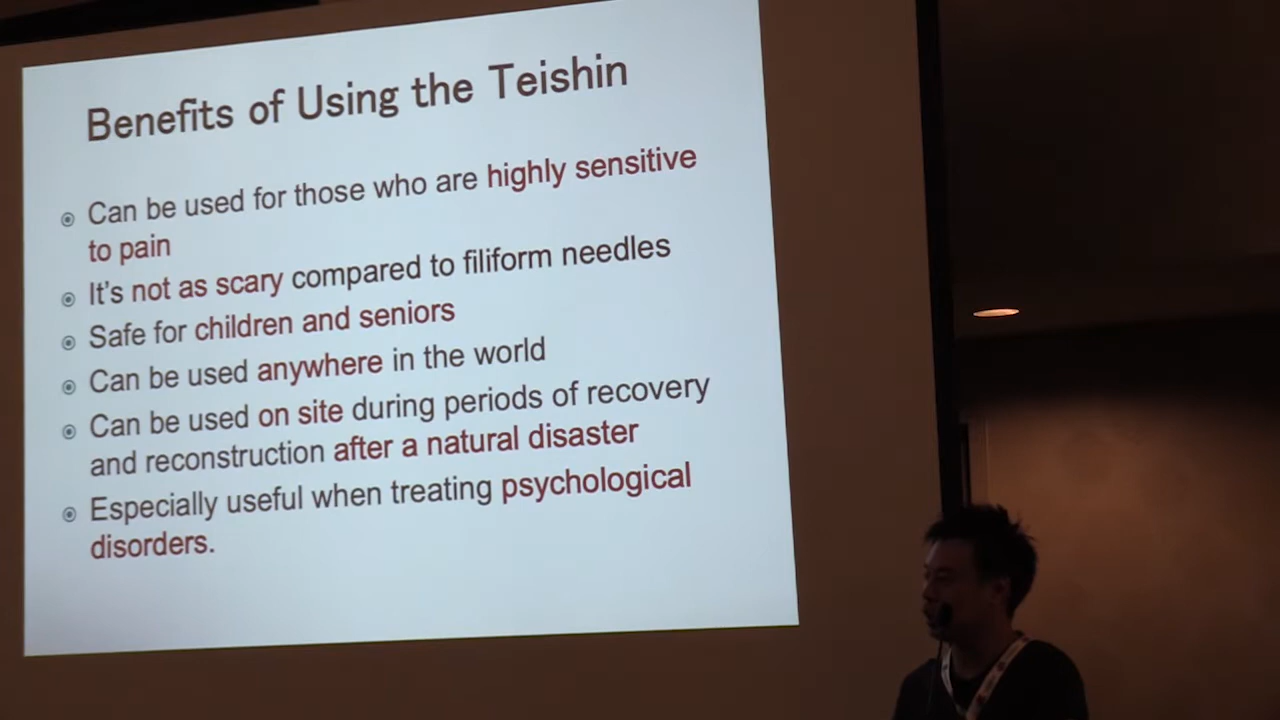 Benefits of Using the Teishin
Can be used for those who are highly sensitive
to pain
It's not as scary compared to filiform needles
Safe for children and seniors
Can be used anywhere in the world
Can be used on site during periods of recovery
and reconstruction after a natural disaster
Especially useful when treating psychological
disorders.